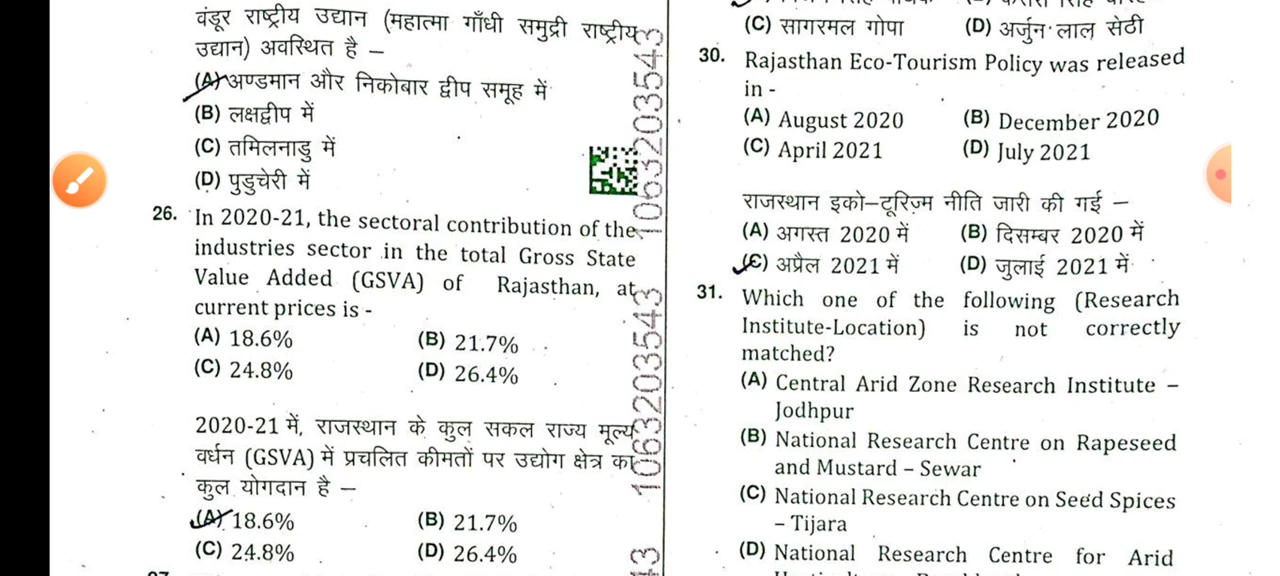 वंडूर राष्ट्रीय उद्यान (महात्मा गाँधी समुद्री राष्ट्रीय
उद्यान) अवस्थित है –
(A) अण्डमान और निकोबार द्वीप समूह में
(B) लक्षद्वीप में
(C) तमिलनाडु में
(D) पुडुचेरी में
26. In 2020-21, the sectoral contribution of the
industries sector in the total Gross State
Value Added (GSVA) of Rajasthan, at
current prices is -
(A) 18.6% (B) 21.7%
(C) 24.8% (D) 26.4%
2020-21 में, राजस्थान के कुल सकल राज्य मूल्य
वर्धन (GSVA) में प्रचलित कीमतों पर उद्योग क्षेत्र का
कुल योगदान है –
(A) 18.6% (B) 21.7%
(C) 24.8% (D) 26.4%
1063203543
1063203543
(C) सागरमल गोपा (D) अर्जुन लाल सेठी
30. Rajasthan Eco-Tourism Policy was released
in -
(A) August 2020 (B) December 2020
(C) April 2021 (D) July 2021
राजस्थान इको–टूरिज़्म नीति जारी की गई –
(A) अगस्त 2020 में (B) दिसम्बर 2020 में
(C) अप्रैल 2021 में (D) जुलाई 2021 में
31. Which one of the following (Research
Institute-Location) is not correctly
matched?
(A) Central Arid Zone Research Institute –
Jodhpur
(B) National Research Centre on Rapeseed
and Mustard – Sewar
(C) National Research Centre on Seed Spices
– Tijara
(D) National Research Centre for Arid